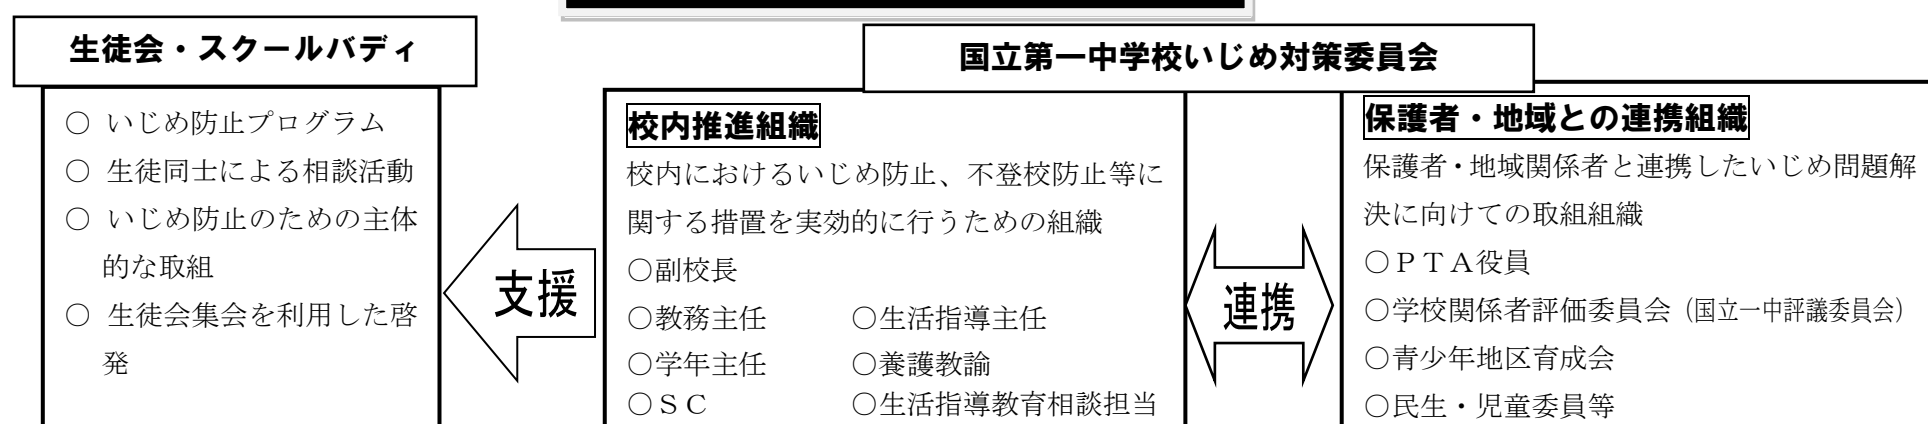 生徒会・スクールバディ
○ いじめ防止プログラム
○ 生徒同士による相談活動
○ いじめ防止のための主体
的な取組
○ 生徒会集会を利用した啓
発
支援
国立第一中学校いじめ対策委員会
校内推進組織
校内におけるいじめ防止、不登校防止等に
関する措置を実効的に行うための組織
○副校長
○教務主任 ○生活指導主任
○学年主任 ○養護教諭
○ＳＣ ○生活指導教育相談担当
連携
保護者・地域との連携組織
保護者・地域関係者と連携したいじめ問題解
決に向けての取組組織
○ＰＴＡ役員
○学校関係者評価委員会（国立一中評議委員会）
○青少年地区育成会
○民生・児童委員等